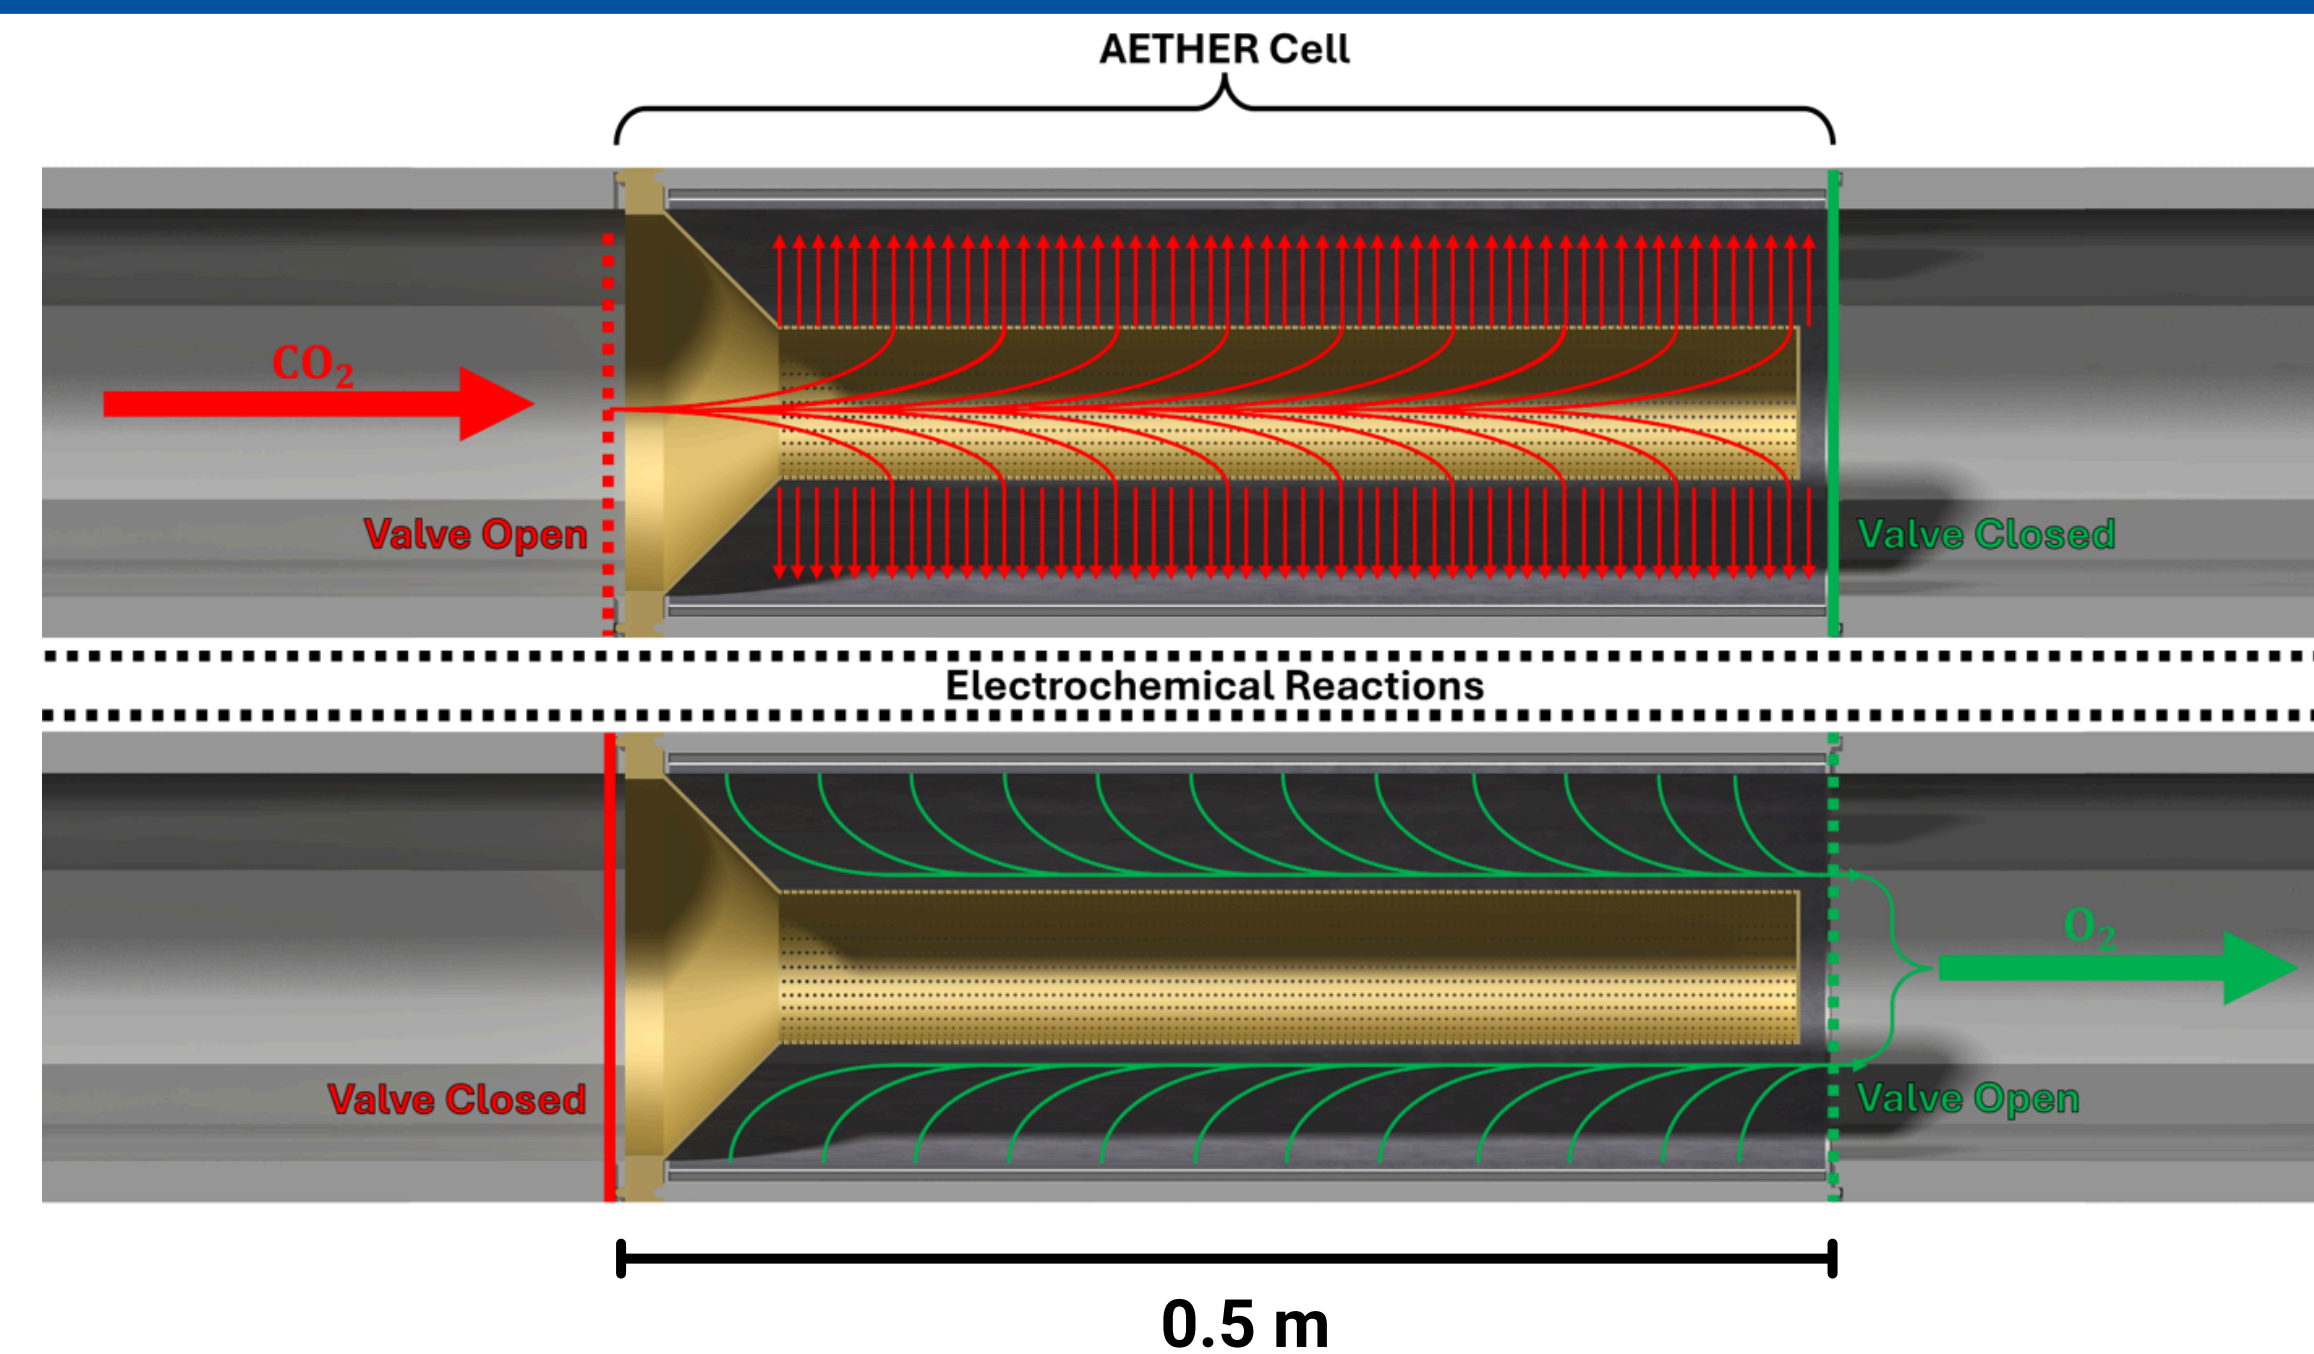 AETHER Cell
CO₂
Valve Open
Valve Closed
Electrochemical Reactions
O₂
Valve Closed
Valve Open
0.5 m